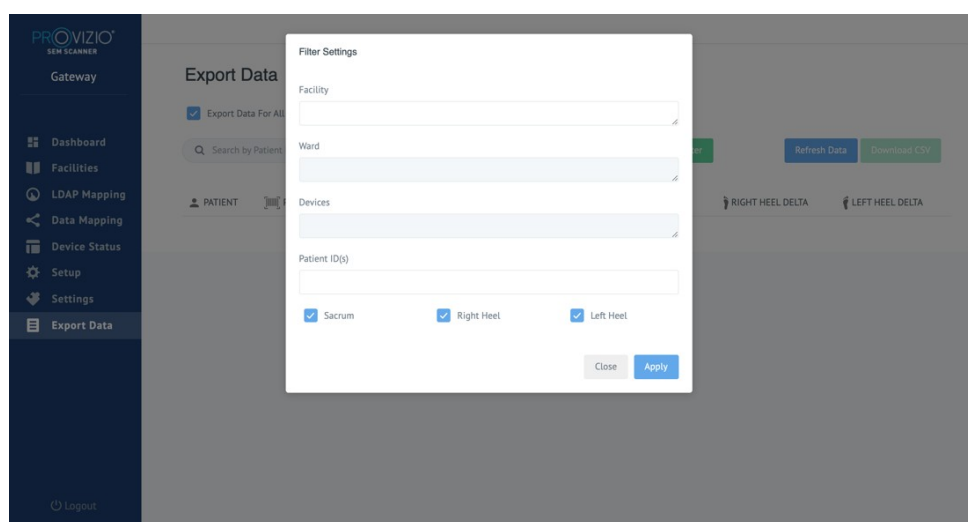 PROVIZIO®
SEM SCANNER
Gateway
Dashboard
Facilities
LDAP Mapping
Data Mapping
Device Status
Setup
Settings
Export Data
Logout
Export Data
Export Data For All
Search by Patient
Refresh Data
Download CSV
PATIENT
RIGHT HEEL DELTA
LEFT HEEL DELTA
Filter Settings
Facility
Ward
Devices
Patient ID(s)
Sacrum
Right Heel
Left Heel
Close
Apply